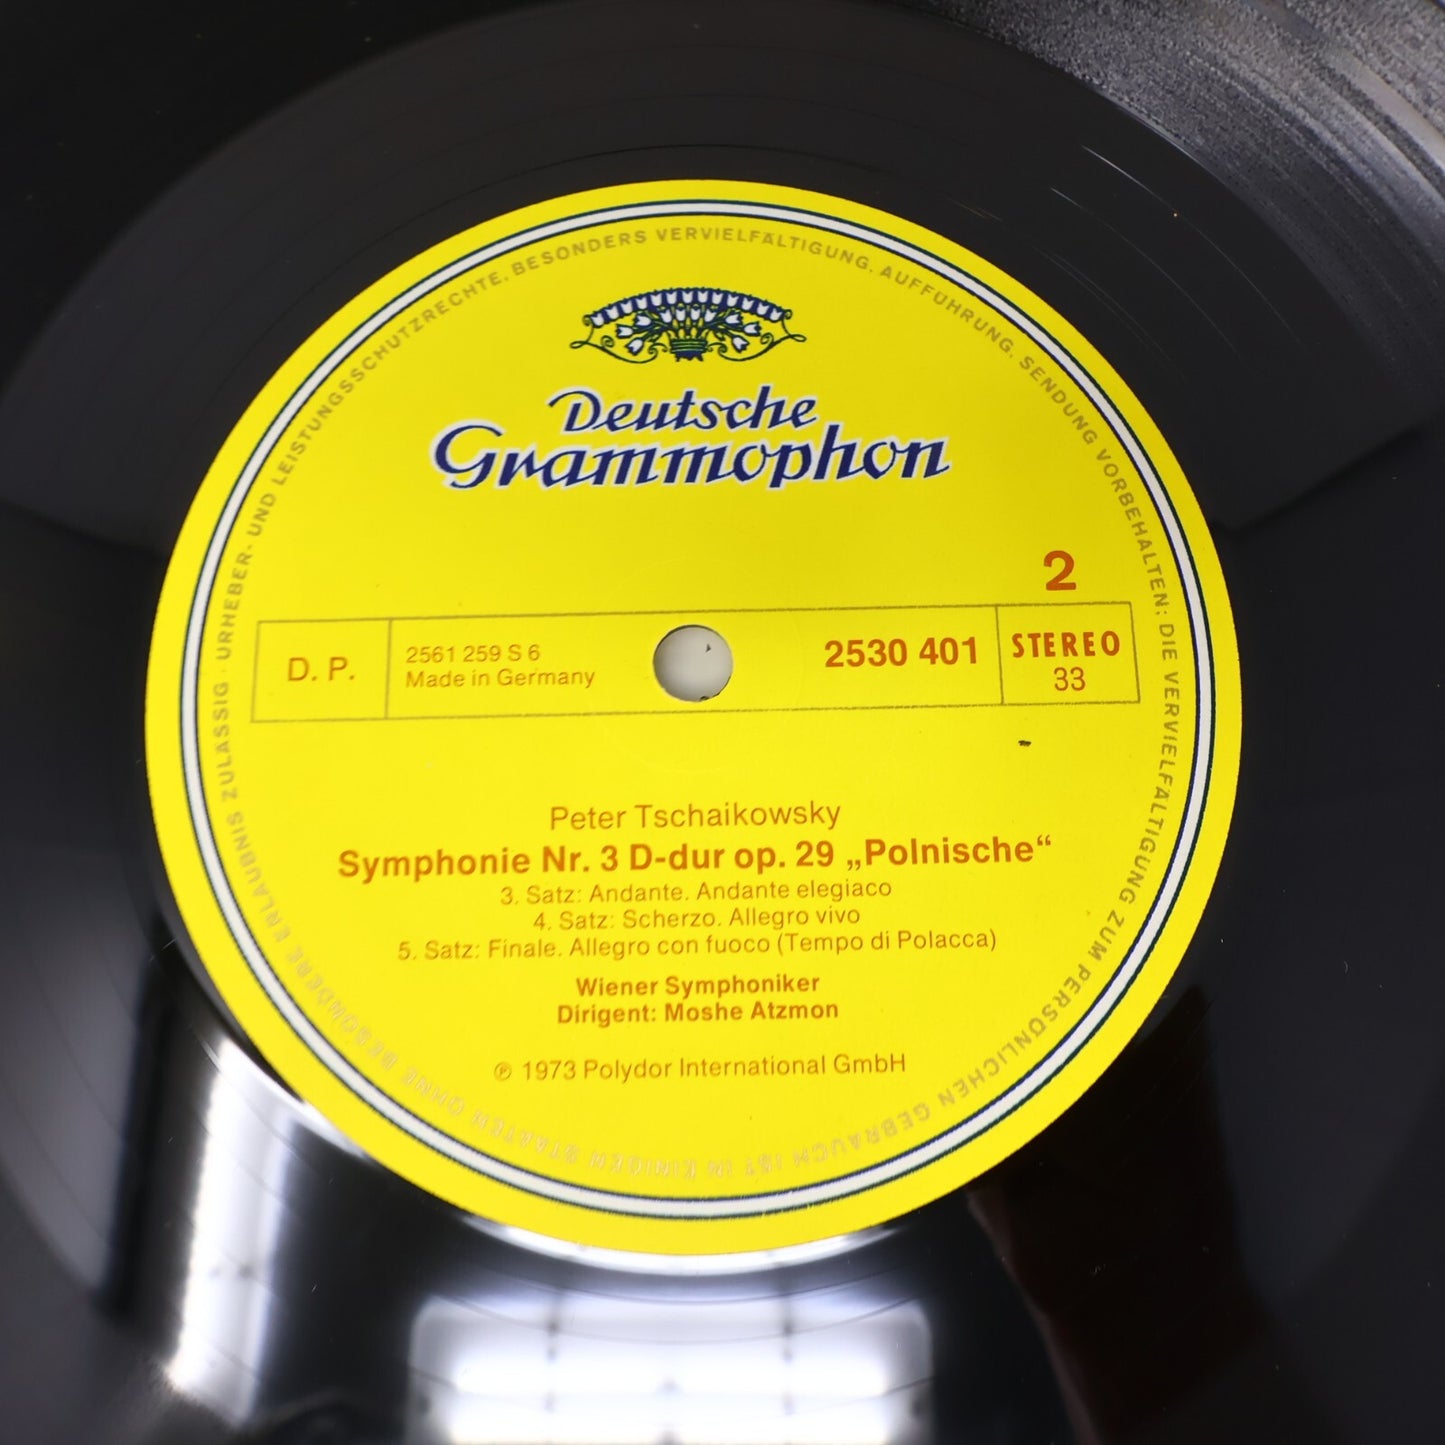 URHEBER- UND LEISTUNGSSCHUTZRECHTE, BESONDERS VERVIELFÄLTIGUNG, AUFFÜHRUNG, SENDUNG VORBEHALTEN; DIE VERVIELFÄLTIGUNG ZUM PERSÖNLICHEN GEBRAUCH IST IN EINIGEN STAATEN OHNE BESONDERE ERLAUBNIS ZULÄSSIG ·
Deutsche
Grammophon
2
D. P.
2561 259 S 6
Made in Germany
2530 401
STEREO
33
Peter Tschaikowsky
Symphonie Nr. 3 D-dur op. 29 „Polnische“
3. Satz: Andante. Andante elegiaco
4. Satz: Scherzo. Allegro vivo
5. Satz: Finale. Allegro con fuoco (Tempo di Polacca)
Wiener Symphoniker
Dirigent: Moshe Atzmon
℗ 1973 Polydor International GmbH